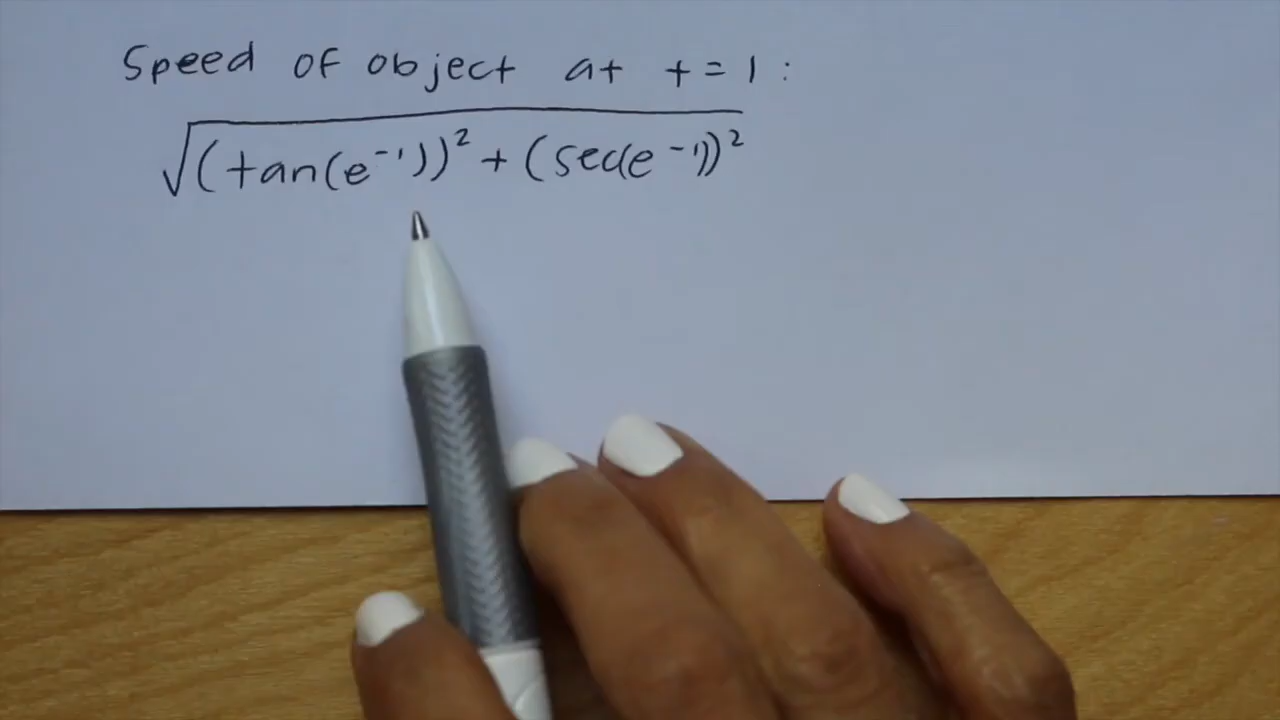 Speed of object at t = 1 :
√(tan(e⁻¹))² + (sec(e⁻¹))²